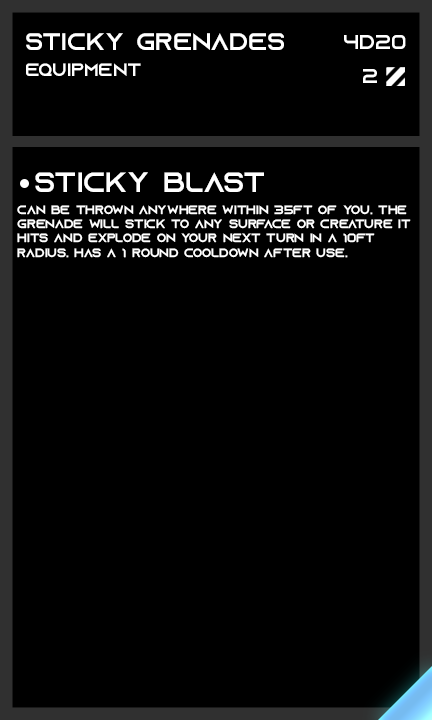 STICKY GRENADES
4D20
EQUIPMENT
2
•STICKY BLAST
CAN BE THROWN ANYWHERE WITHIN 35FT OF YOU. THE
GRENADE WILL STICK TO ANY SURFACE OR CREATURE IT
HITS AND EXPLODE ON YOUR NEXT TURN IN A 10FT
RADIUS. HAS A 1 ROUND COOLDOWN AFTER USE.